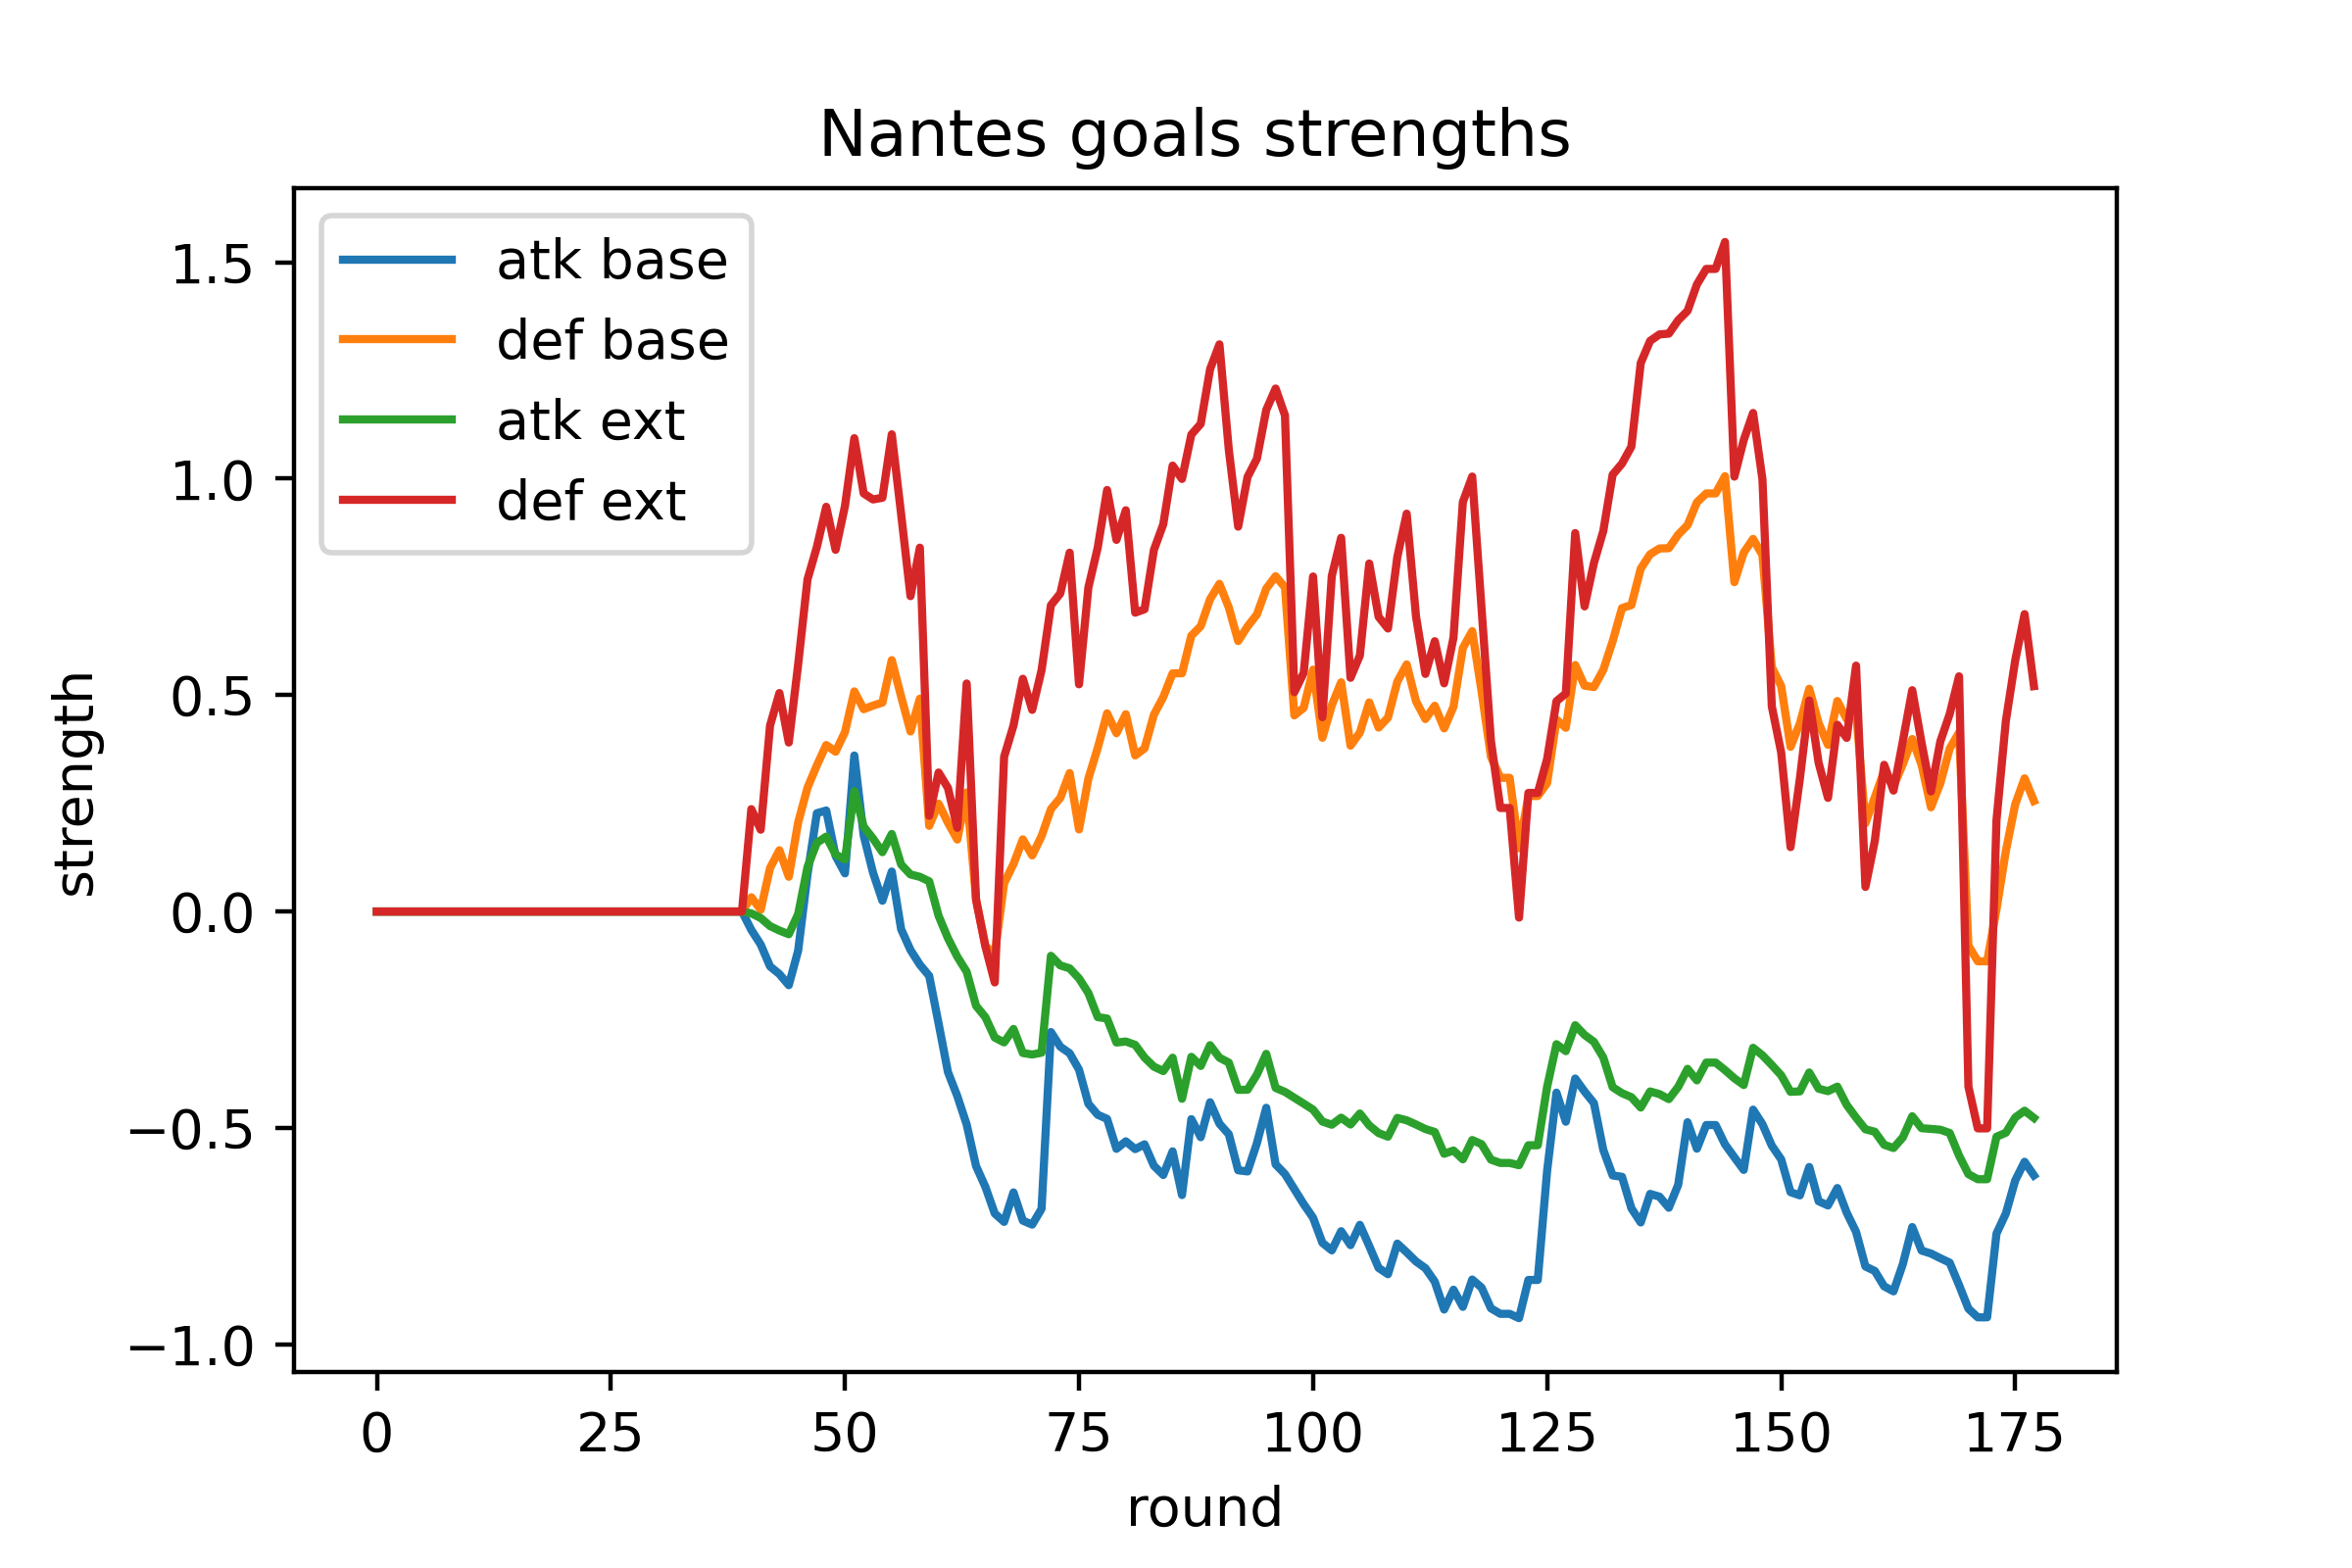 Nantes goals strengths
atk base
def base
atk ext
def ext
1.5
1.0
0.5
0.0
−0.5
−1.0
strength
0 25 50 75 100 125 150 175
round